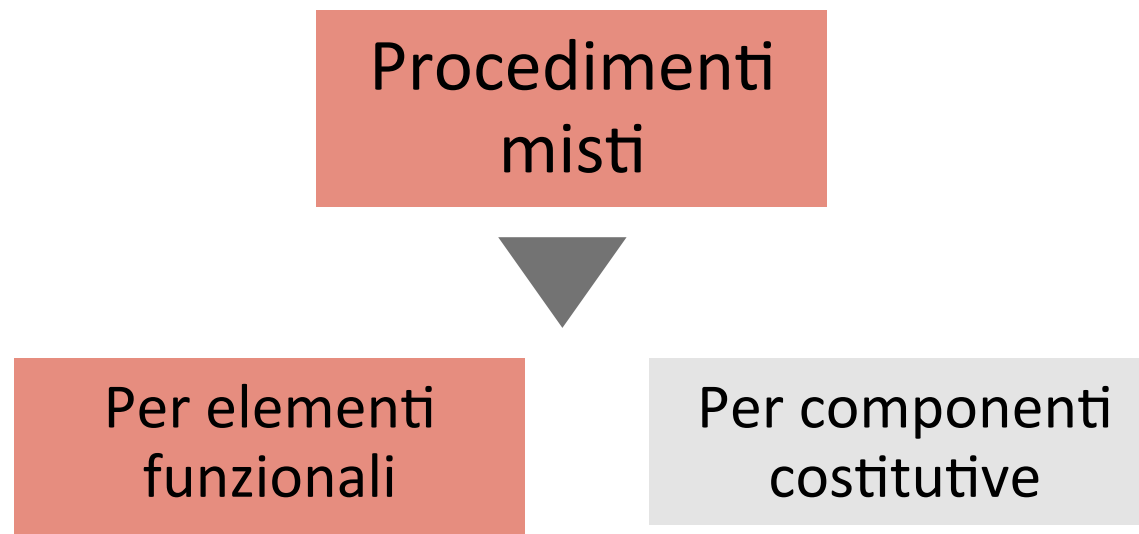 Procedimenti
misti
Per elementi
funzionali
Per componenti
costitutive